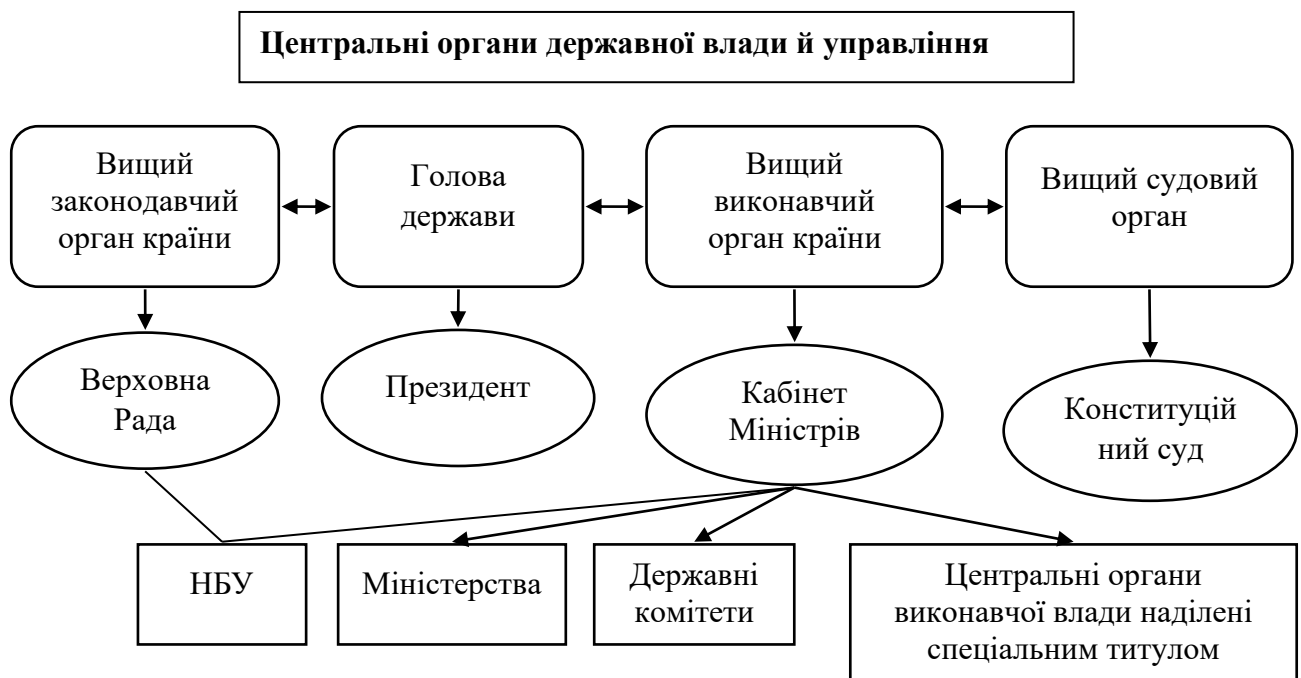 Центральні органи державної влади й управління
Вищий
законодавчий
орган країни
Голова
держави
Вищий
виконавчий
орган країни
Вищий судовий
орган
Верховна
Рада
Президент
Кабінет
Міністрів
Конституцій
ний суд
НБУ
Міністерства
Державні
комітети
Центральні органи
виконавчої влади наділені
спеціальним титулом